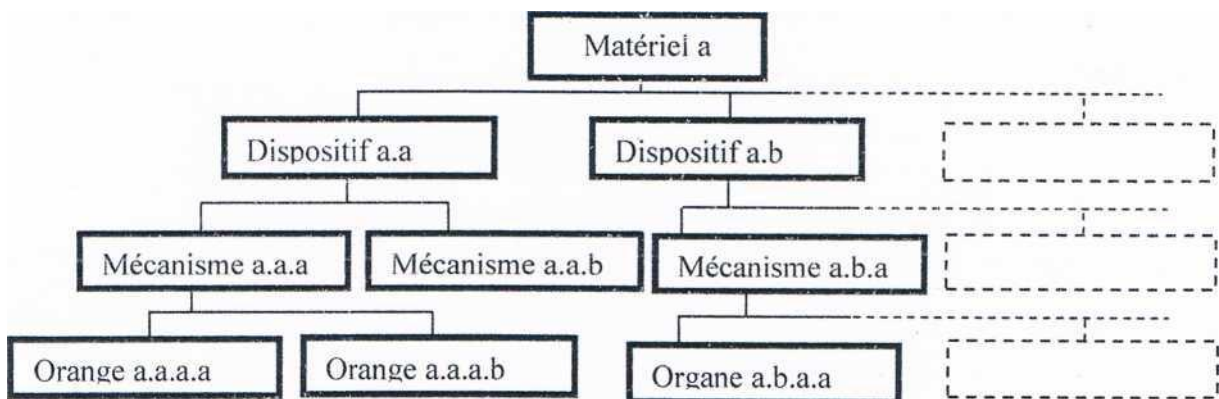 Matériel a
Dispositif a.a
Dispositif a.b
Mécanisme a.a.a
Mécanisme a.a.b
Mécanisme a.b.a
Orange a.a.a.a
Orange a.a.a.b
Organe a.b.a.a